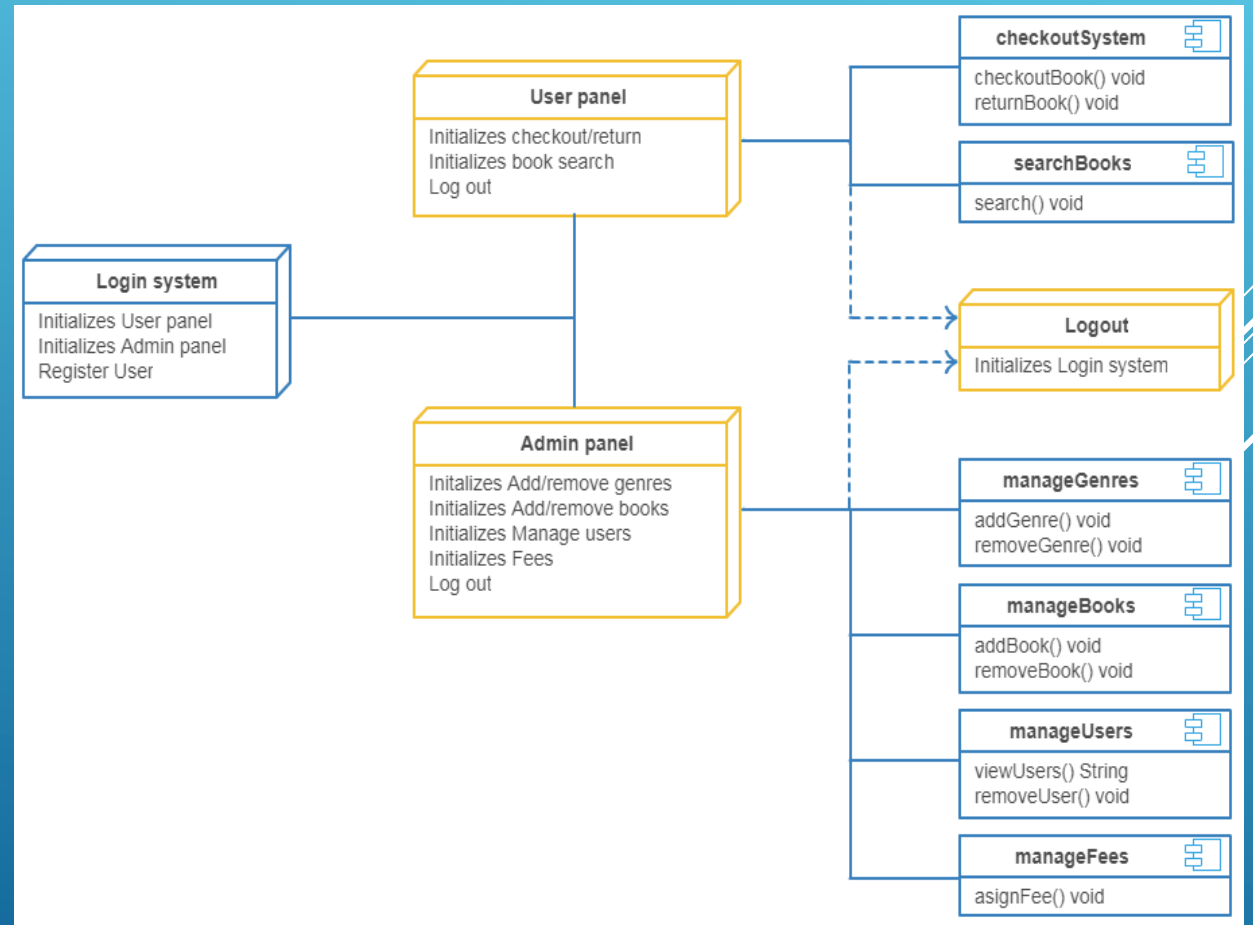 checkoutSystem
checkoutBook() void
returnBook() void
User panel
Initializes checkout/return
Initializes book search
Log out
searchBooks
search() void
Login system
Initializes User panel
Initializes Admin panel
Register User
Logout
Initializes Login system
Admin panel
Initalizes Add/remove genres
Initializes Add/remove books
Initializes Manage users
Initializes Fees
Log out
manageGenres
addGenre() void
removeGenre() void
manageBooks
addBook() void
removeBook() void
manageUsers
viewUsers() String
removeUser() void
manageFees
asignFee() void